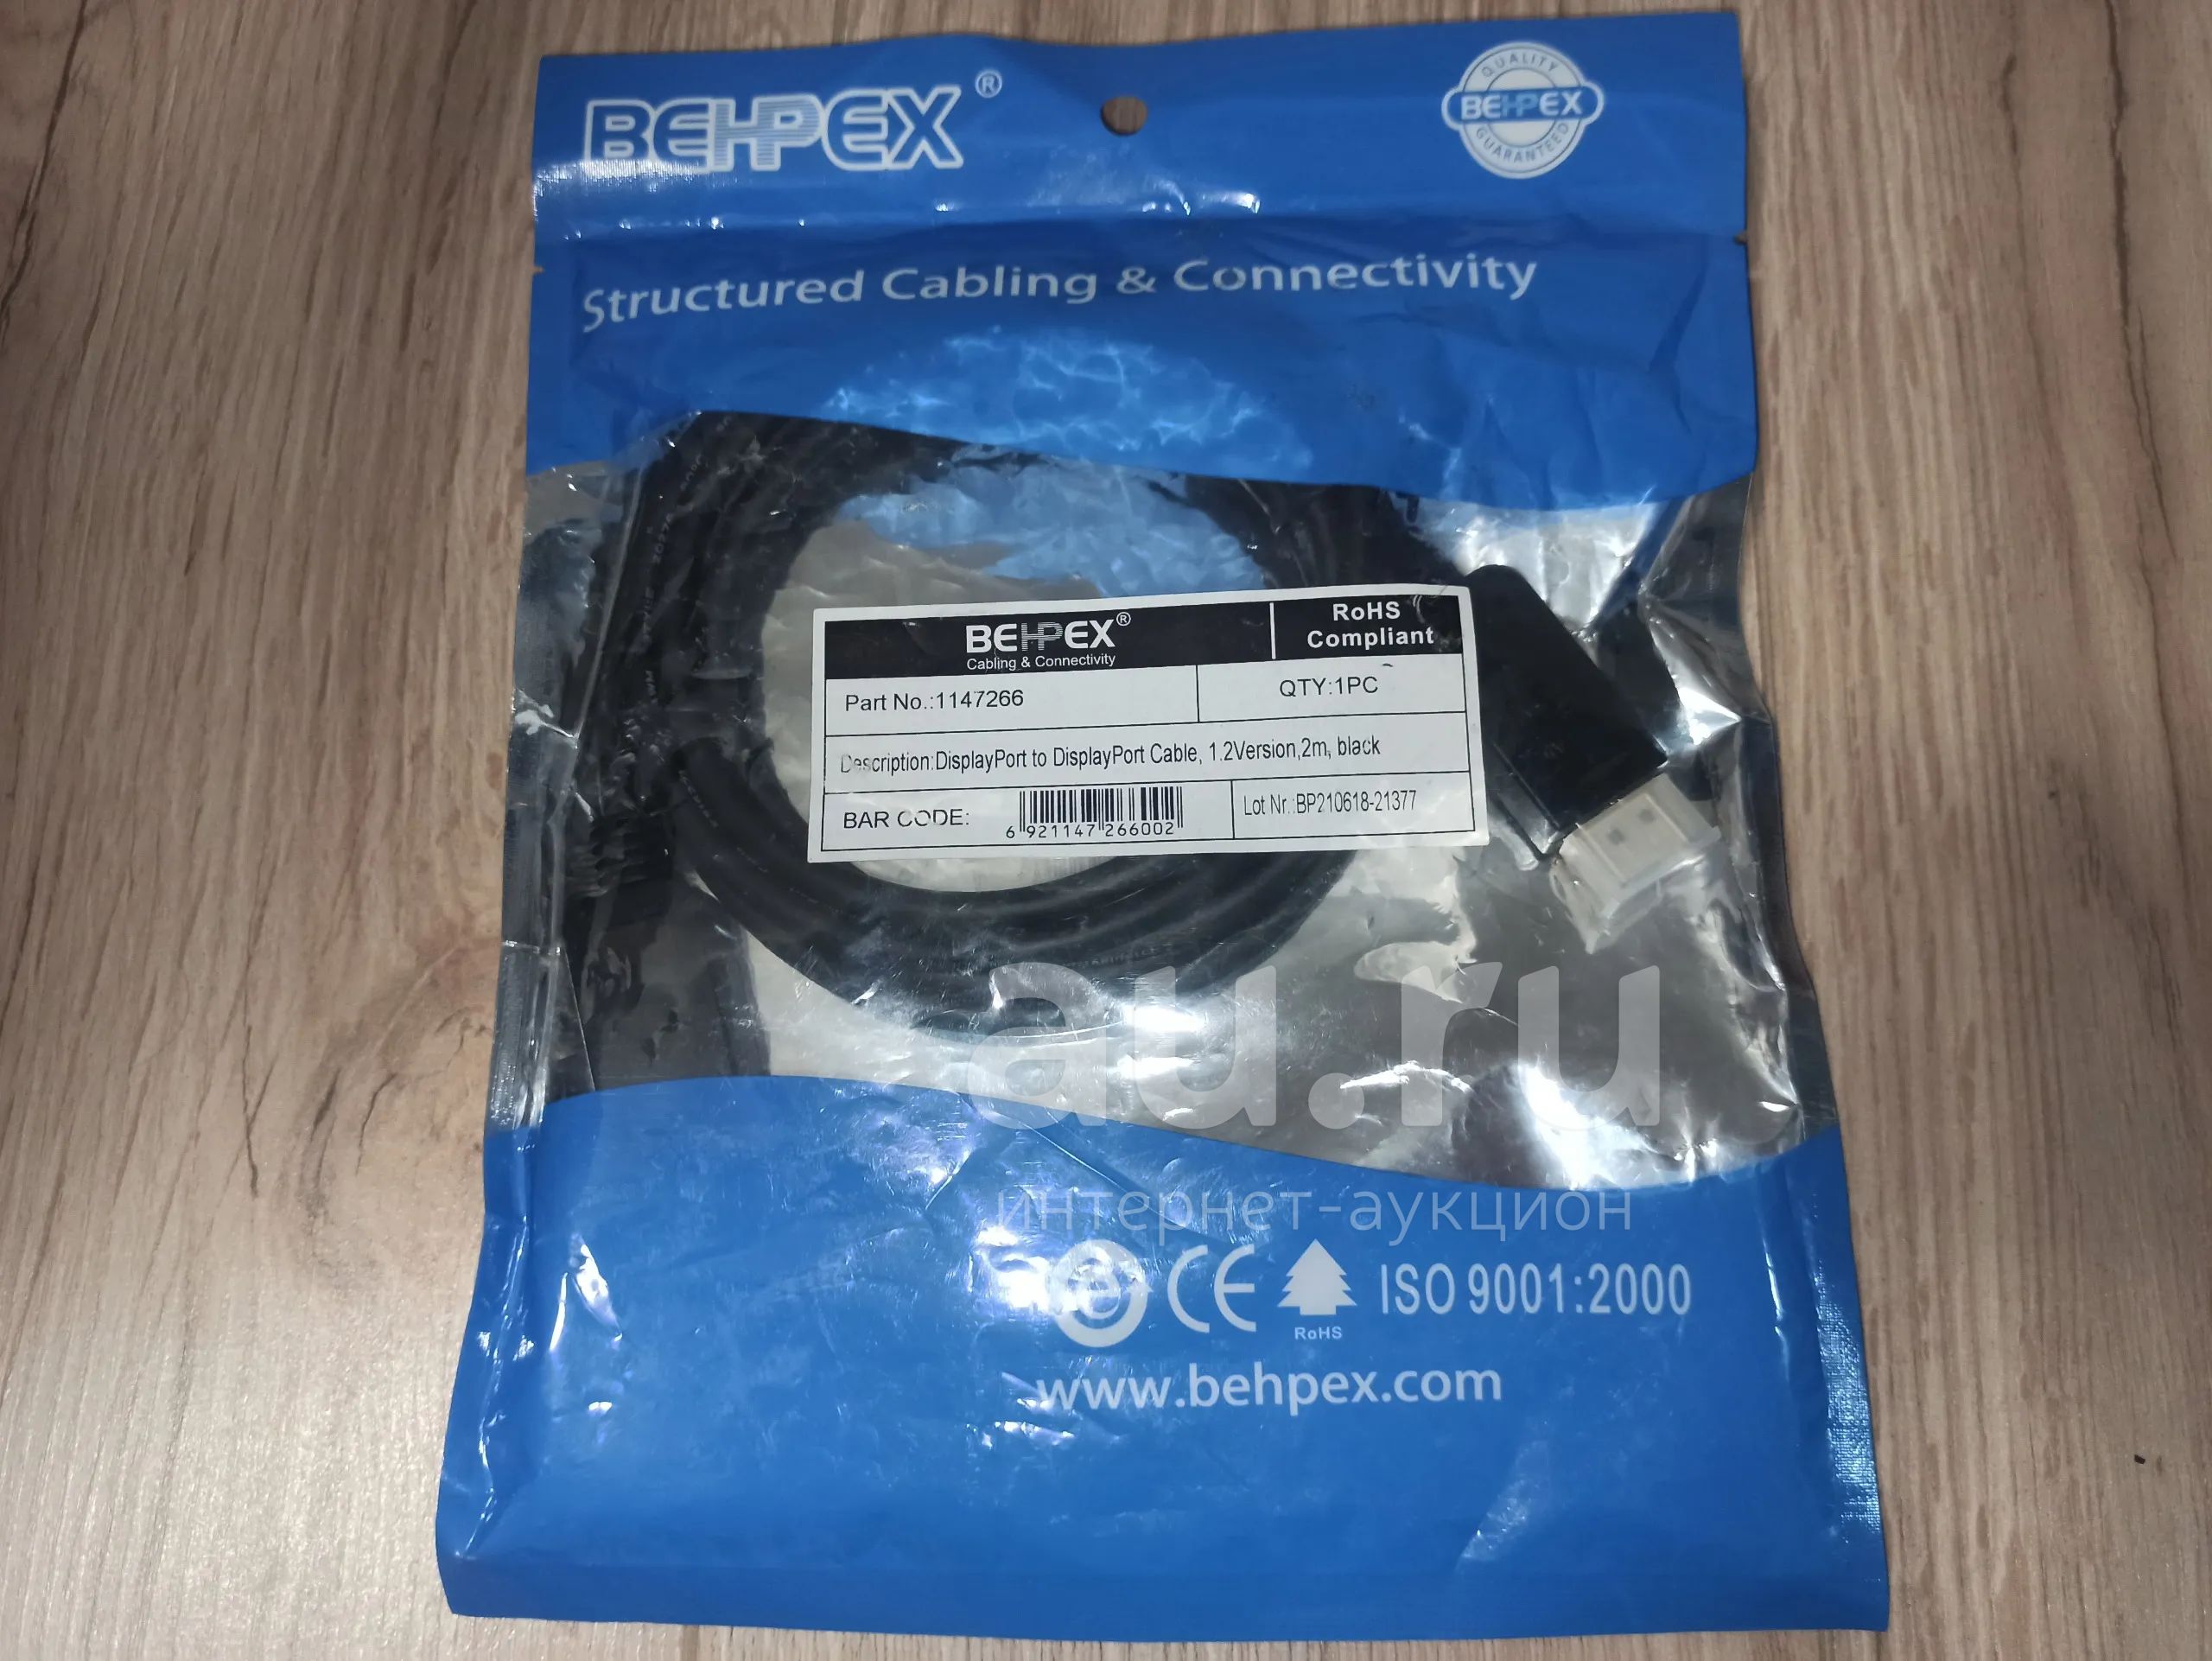 BEHPEX®
QUALITY
BEHPEX
GUARANTEED
Structured Cabling & Connectivity
BEHPEX®
Cabling & Connectivity
RoHS
Compliant
Part No.:1147266
QTY:1PC
Description:DisplayPort to DisplayPort Cable, 1.2Version,2m, black
BAR CODE:
6 921147 266002
Lot Nr.:BP210618-21377
au.ru
интернет-аукцион
CE
RoHS
ISO 9001:2000
www.behpex.com